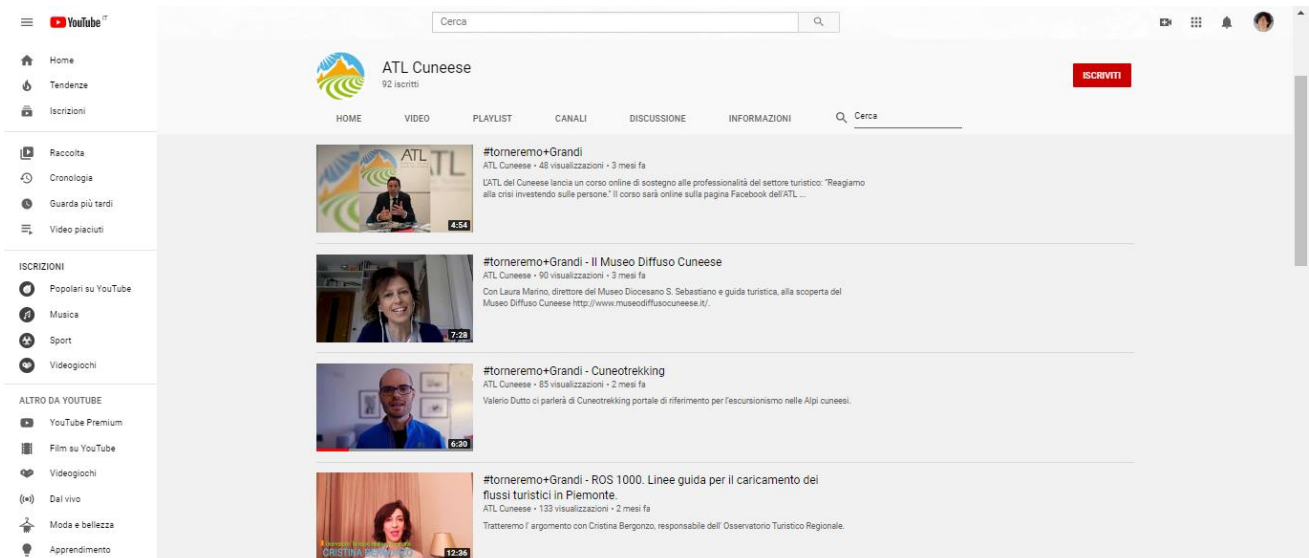 YouTube IT
Cerca
Home
Tendenze
Iscrizioni
Raccolta
Cronologia
Guarda più tardi
Video piaciuti
ISCRIZIONI
Popolari su YouTube
Musica
Sport
Videogiochi
ALTRO DA YOUTUBE
YouTube Premium
Film su YouTube
Videogiochi
Dal vivo
Moda e bellezza
Apprendimento
ATL Cuneese
92 iscritti
ISCRIVITI
HOME VIDEO PLAYLIST CANALI DISCUSSIONE INFORMAZIONI Cerca
ATL
4:54
#torneremo+Grandi
ATL Cuneese • 48 visualizzazioni • 3 mesi fa
L'ATL del Cuneese lancia un corso online di sostegno alle professionalità del settore turistico: "Reagiamo
alla crisi investendo sulle persone." Il corso sarà online sulla pagina Facebook dell'ATL ...
7:28
#torneremo+Grandi - Il Museo Diffuso Cuneese
ATL Cuneese • 90 visualizzazioni • 3 mesi fa
Con Laura Marino, direttore del Museo Diocesano S. Sebastiano e guida turistica, alla scoperta del
Museo Diffuso Cuneese http://www.museodiffusocuneese.it/.
6:30
#torneremo+Grandi - Cuneotrekking
ATL Cuneese • 85 visualizzazioni • 2 mesi fa
Valerio Dutto ci parlerà di Cuneotrekking portale di riferimento per l'escursionismo nelle Alpi cuneesi.
CRISTINA
12:36
#torneremo+Grandi - ROS 1000. Linee guida per il caricamento dei
flussi turistici in Piemonte.
ATL Cuneese • 133 visualizzazioni • 2 mesi fa
Tratteremo l' argomento con Cristina Bergonzo, responsabile dell' Osservatorio Turistico Regionale.